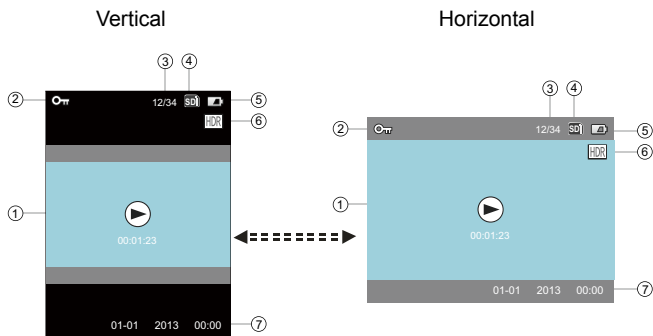 Vertical
Horizontal
③ ④
② 12/34 SD ⑤
HDR ⑥
①
00:01:23
01-01 2013 00:00 ⑦
③ ④
② 12/34 SD ⑤
HDR ⑥
①
00:01:23
01-01 2013 00:00 ⑦